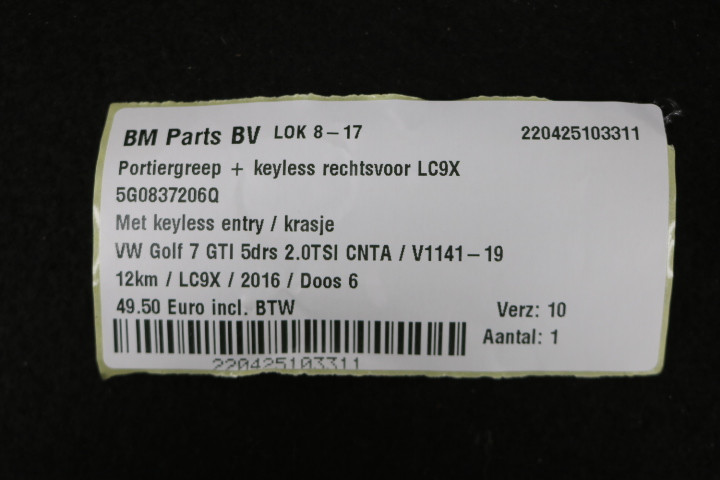 BM Parts BV LOK 8-17 220425103311
Portiergreep + keyless rechtsvoor LC9X
5G0837206Q
Met keyless entry / krasje
VW Golf 7 GTI 5drs 2.0TSI CNTA / V1141-19
12km / LC9X / 2016 / Doos 6
49.50 Euro incl. BTW Verz: 10
Aantal: 1
220425103311